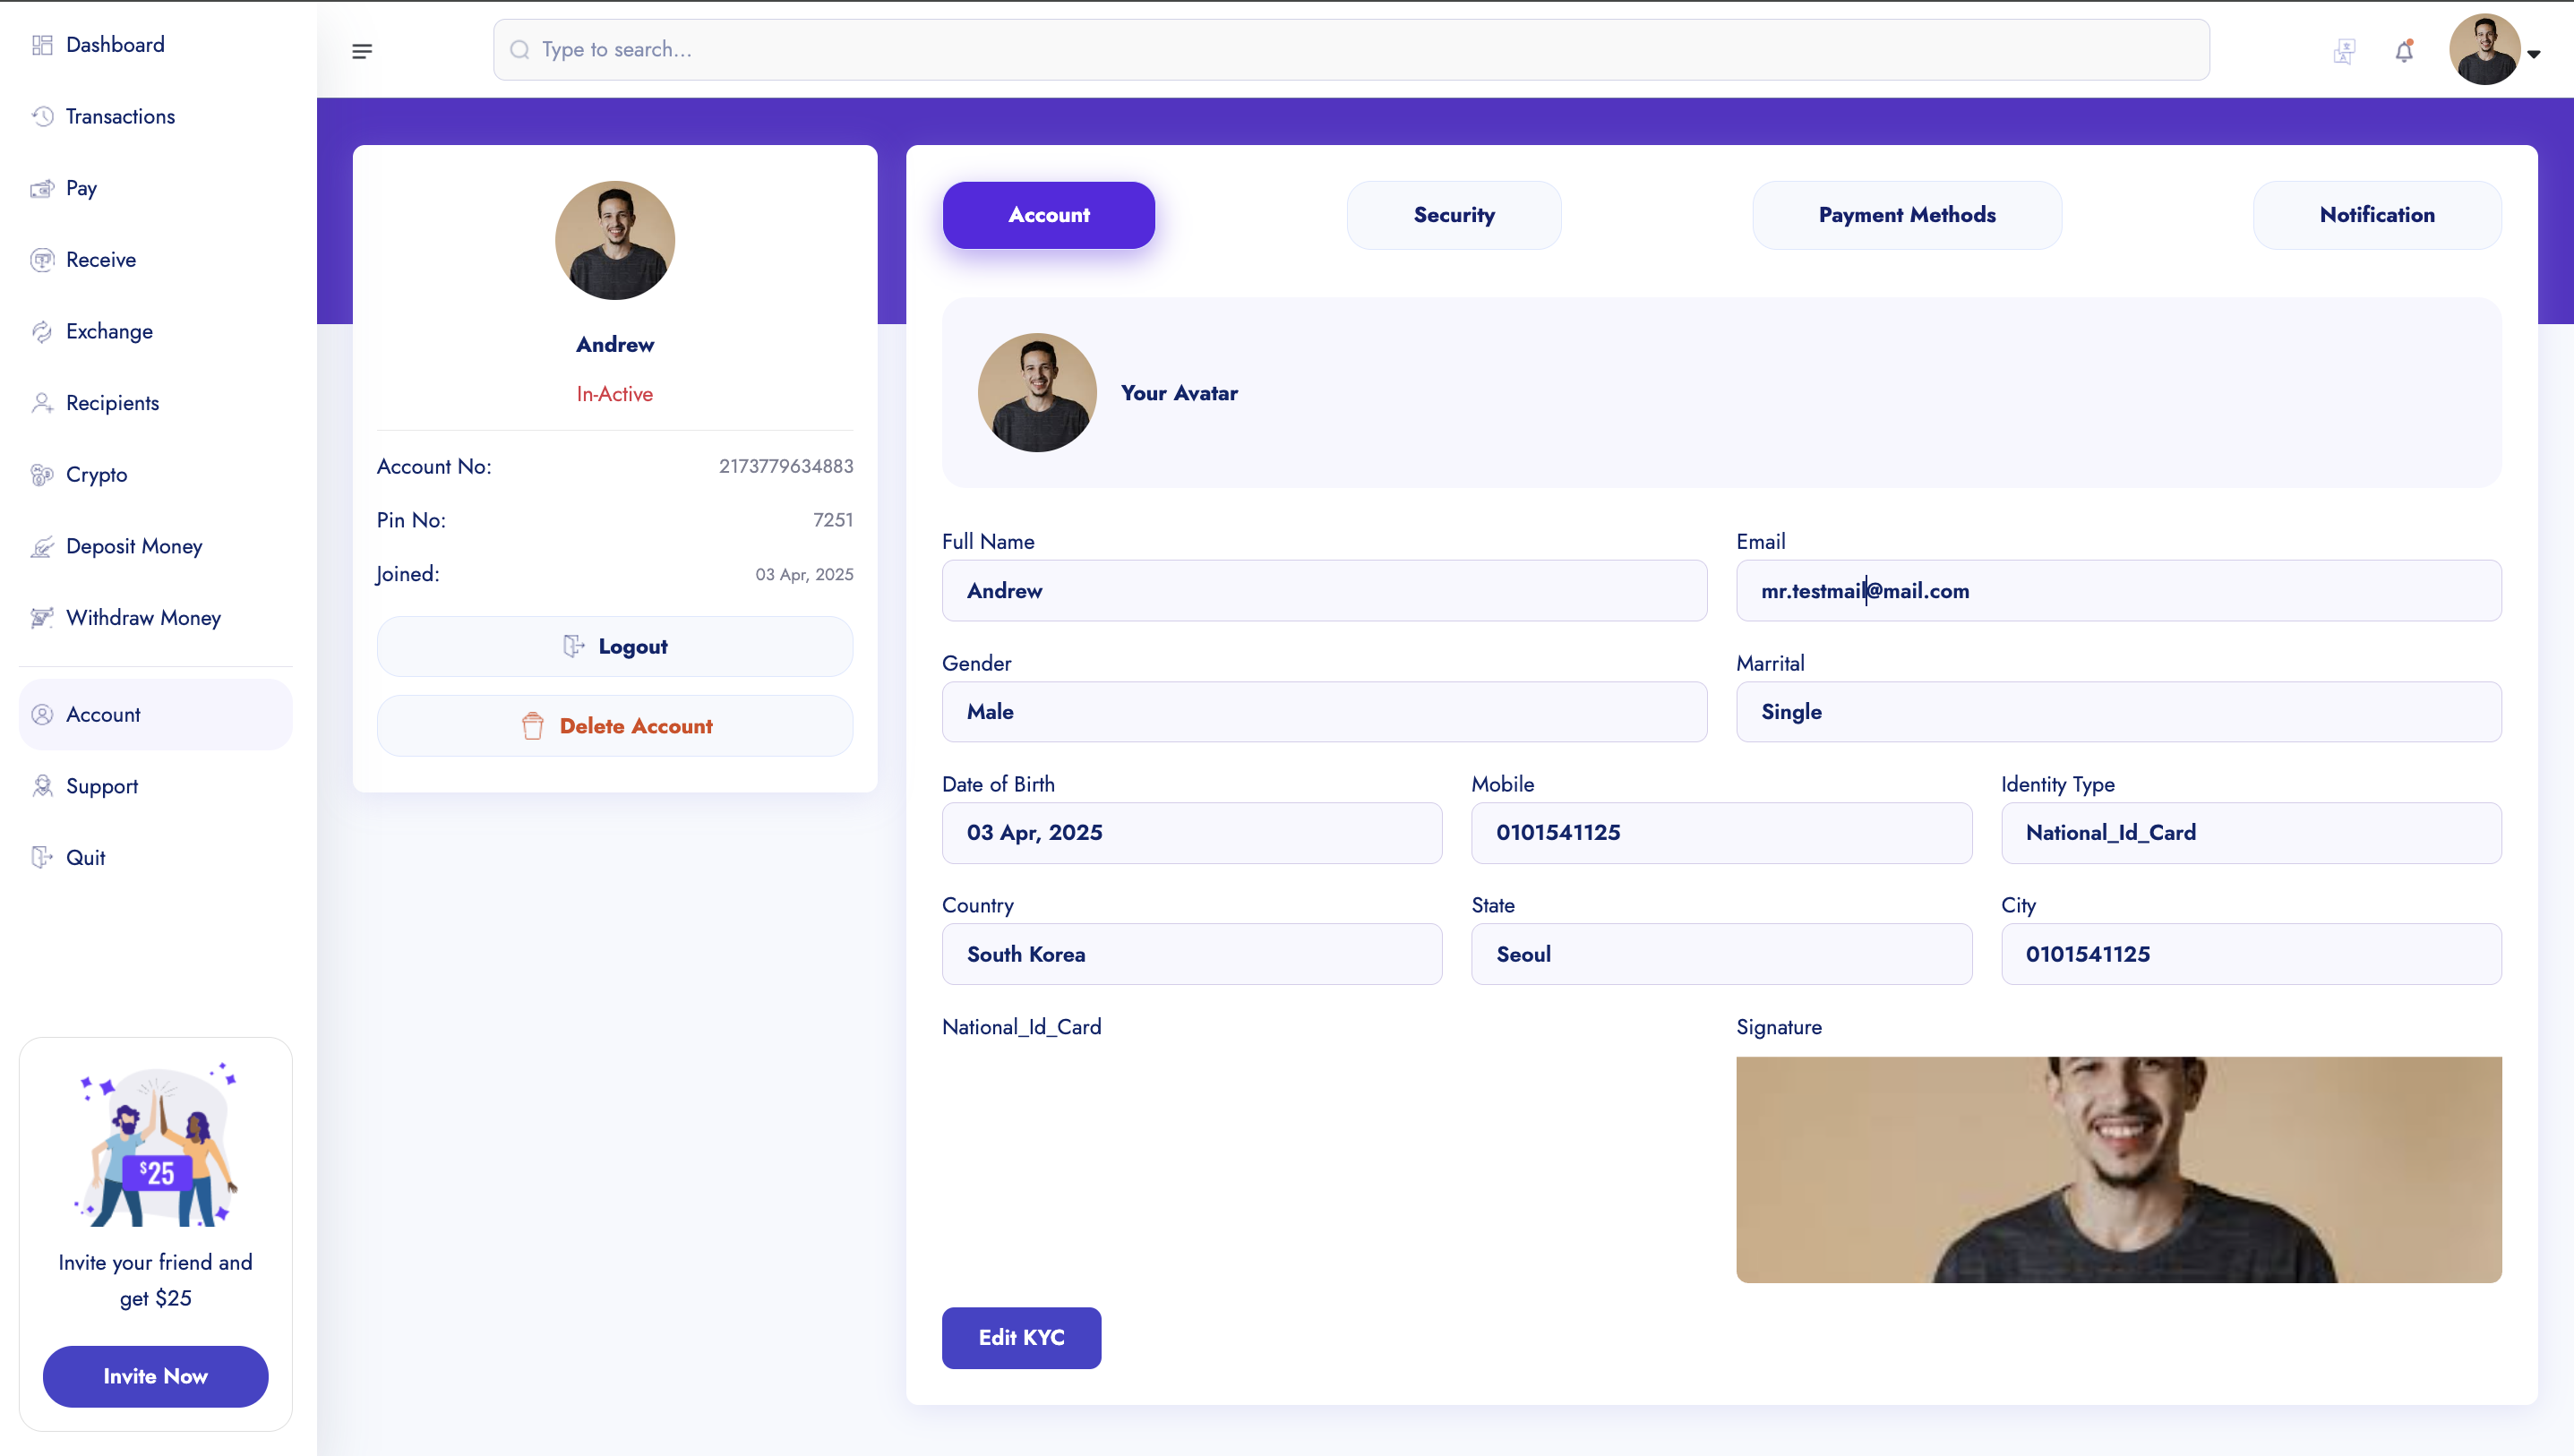 Dashboard
Transactions
Pay
Receive
Exchange
Recipients
Crypto
Deposit Money
Withdraw Money
Account
Support
Quit
$25
Invite your friend and
get $25
Invite Now
Type to search...
Andrew
In-Active
Account No: 2173779634883
Pin No: 7251
Joined: 03 Apr, 2025
Logout
Delete Account
Account Security Payment Methods Notification
Your Avatar
Full Name Email
Andrew mr.testmail@mail.com
Gender Marrital
Male Single
Date of Birth Mobile Identity Type
03 Apr, 2025 0101541125 National_Id_Card
Country State City
South Korea Seoul 0101541125
National_Id_Card Signature
Edit KYC